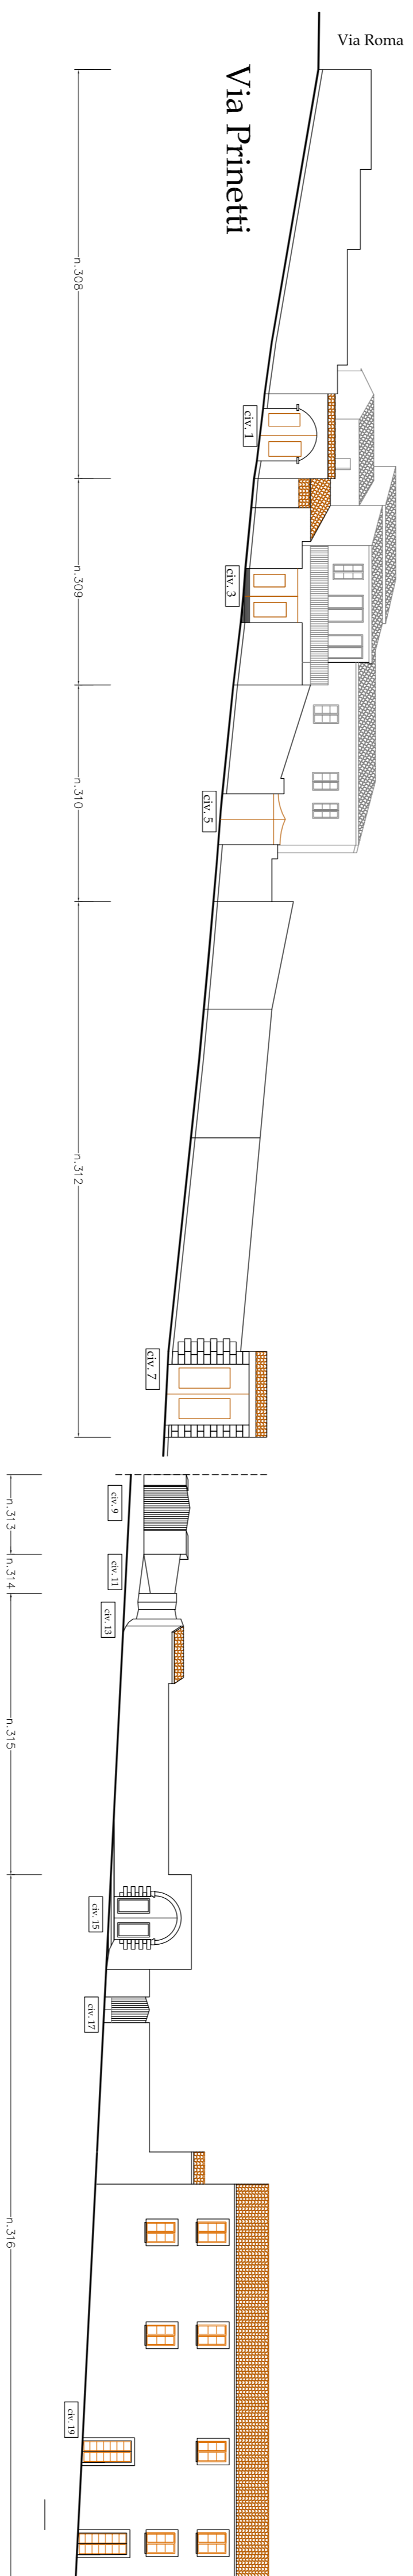 Via Roma
Via Prinetti
n.308
civ. 1
civ. 3
n.309
n.310
civ. 5
n.312
civ. 7
civ. 9
n.313
civ. 11
n.314
civ. 13
n.315
civ. 15
civ. 17
n.316
civ. 19